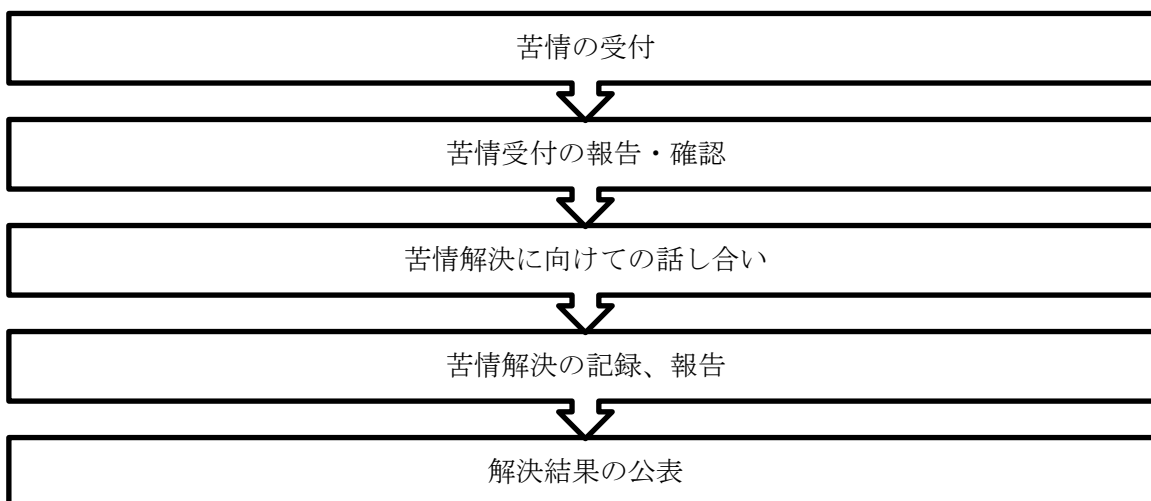 苦情の受付
苦情受付の報告・確認
苦情解決に向けての話し合い
苦情解決の記録、報告
解決結果の公表